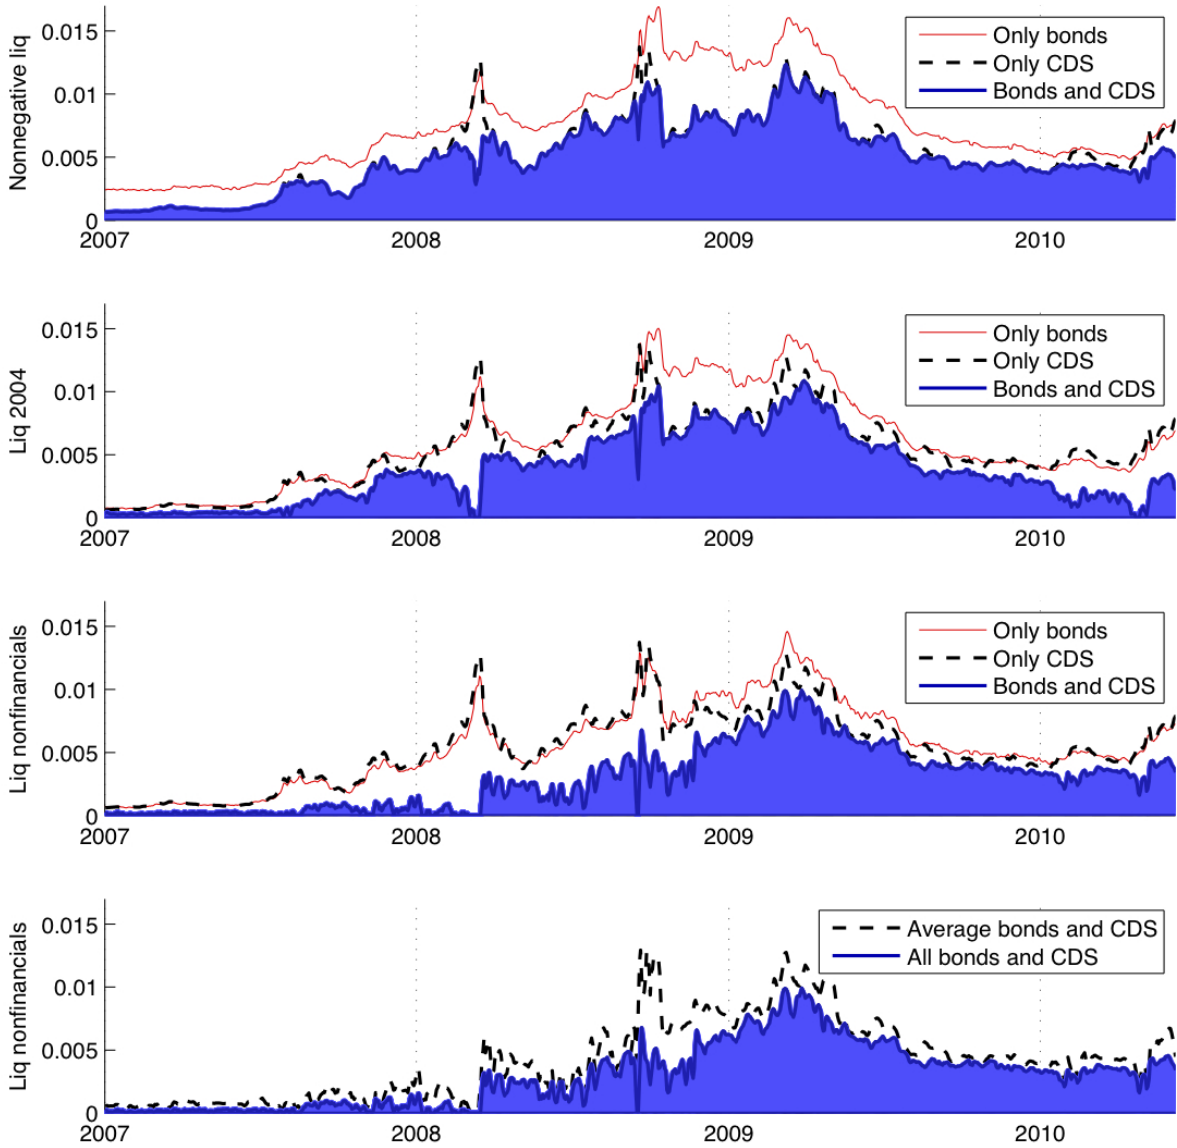 Nonnegative liq
0.015
0.01
0.005
0
2007
2008
2009
2010
Only bonds
Only CDS
Bonds and CDS
Liq 2004
0.015
0.01
0.005
0
2007
2008
2009
2010
Only bonds
Only CDS
Bonds and CDS
Liq nonfinancials
0.015
0.01
0.005
0
2007
2008
2009
2010
Only bonds
Only CDS
Bonds and CDS
Liq nonfinancials
0.015
0.01
0.005
0
2007
2008
2009
2010
Average bonds and CDS
All bonds and CDS